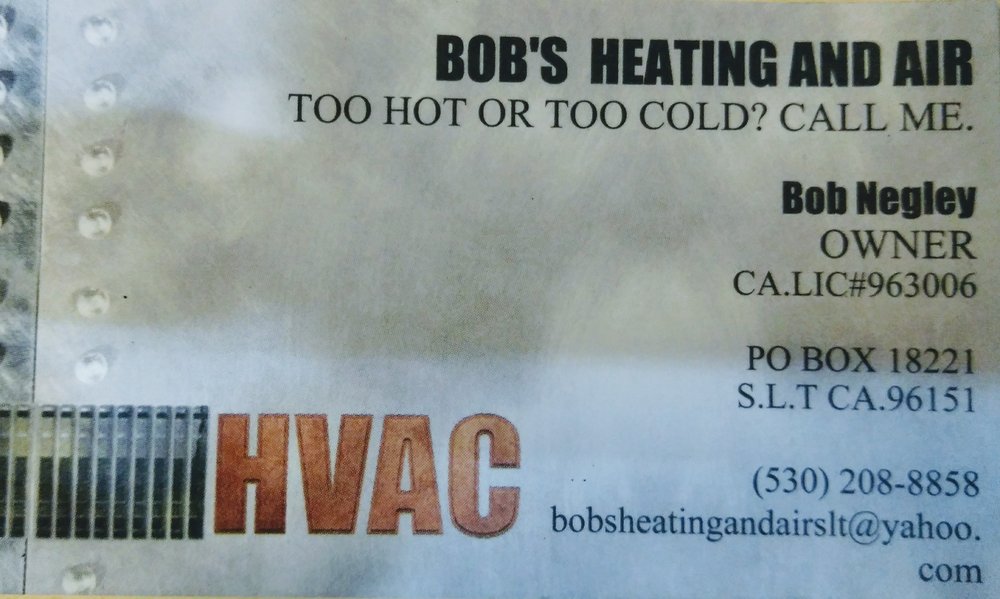 BOB'S HEATING AND AIR
TOO HOT OR TOO COLD? CALL ME.
Bob Negley
OWNER
CA.LIC#963006
PO BOX 18221
S.L.T CA.96151
HVAC
(530) 208-8858
bobsheatingandairslt@yahoo.
com